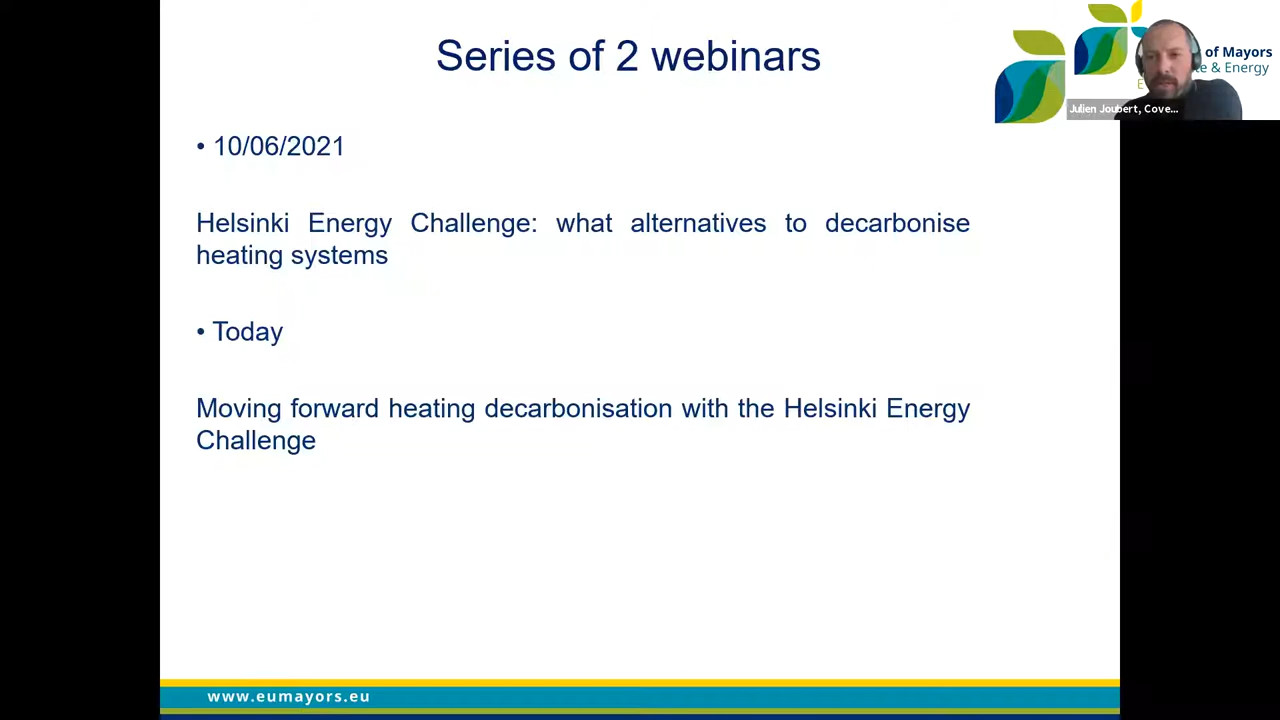 Series of 2 webinars
of Mayors
te & Energy
E
Julien Joubert, Cove...
• 10/06/2021
Helsinki Energy Challenge: what alternatives to decarbonise
heating systems
• Today
Moving forward heating decarbonisation with the Helsinki Energy
Challenge
www.eumayors.eu